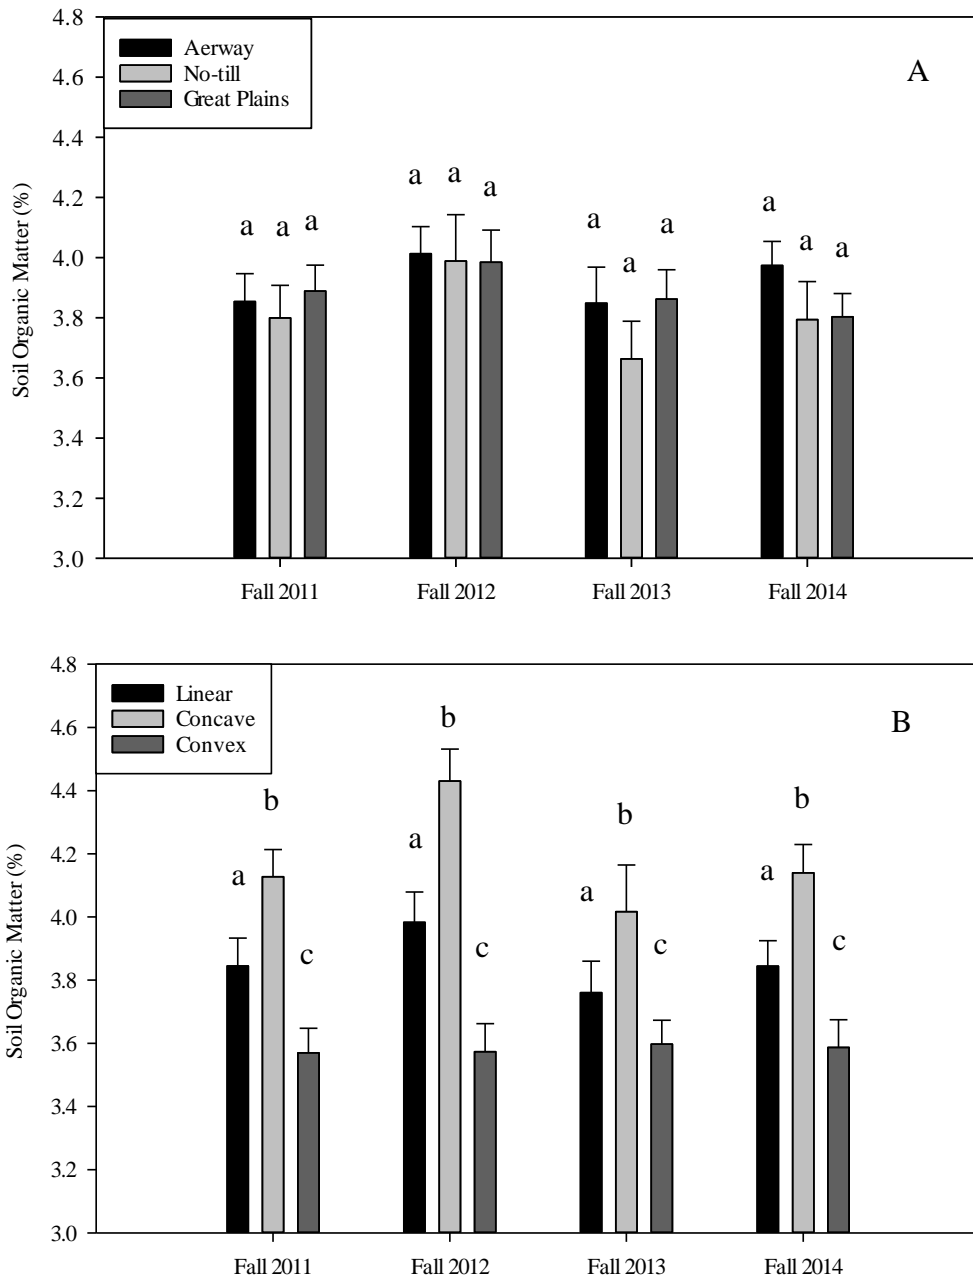 4.8
Aerway
No-till
Great Plains
A
4.6
4.4
4.2
4.0
3.8
3.6
3.4
3.2
3.0
Soil Organic Matter (%)
a a a
a a a
a a a
a a a
Fall 2011 Fall 2012 Fall 2013 Fall 2014
4.8
Linear
Concave
Convex
B
4.6
4.4
4.2
4.0
3.8
3.6
3.4
3.2
3.0
Soil Organic Matter (%)
a b c
a b c
a b c
a b c
Fall 2011 Fall 2012 Fall 2013 Fall 2014